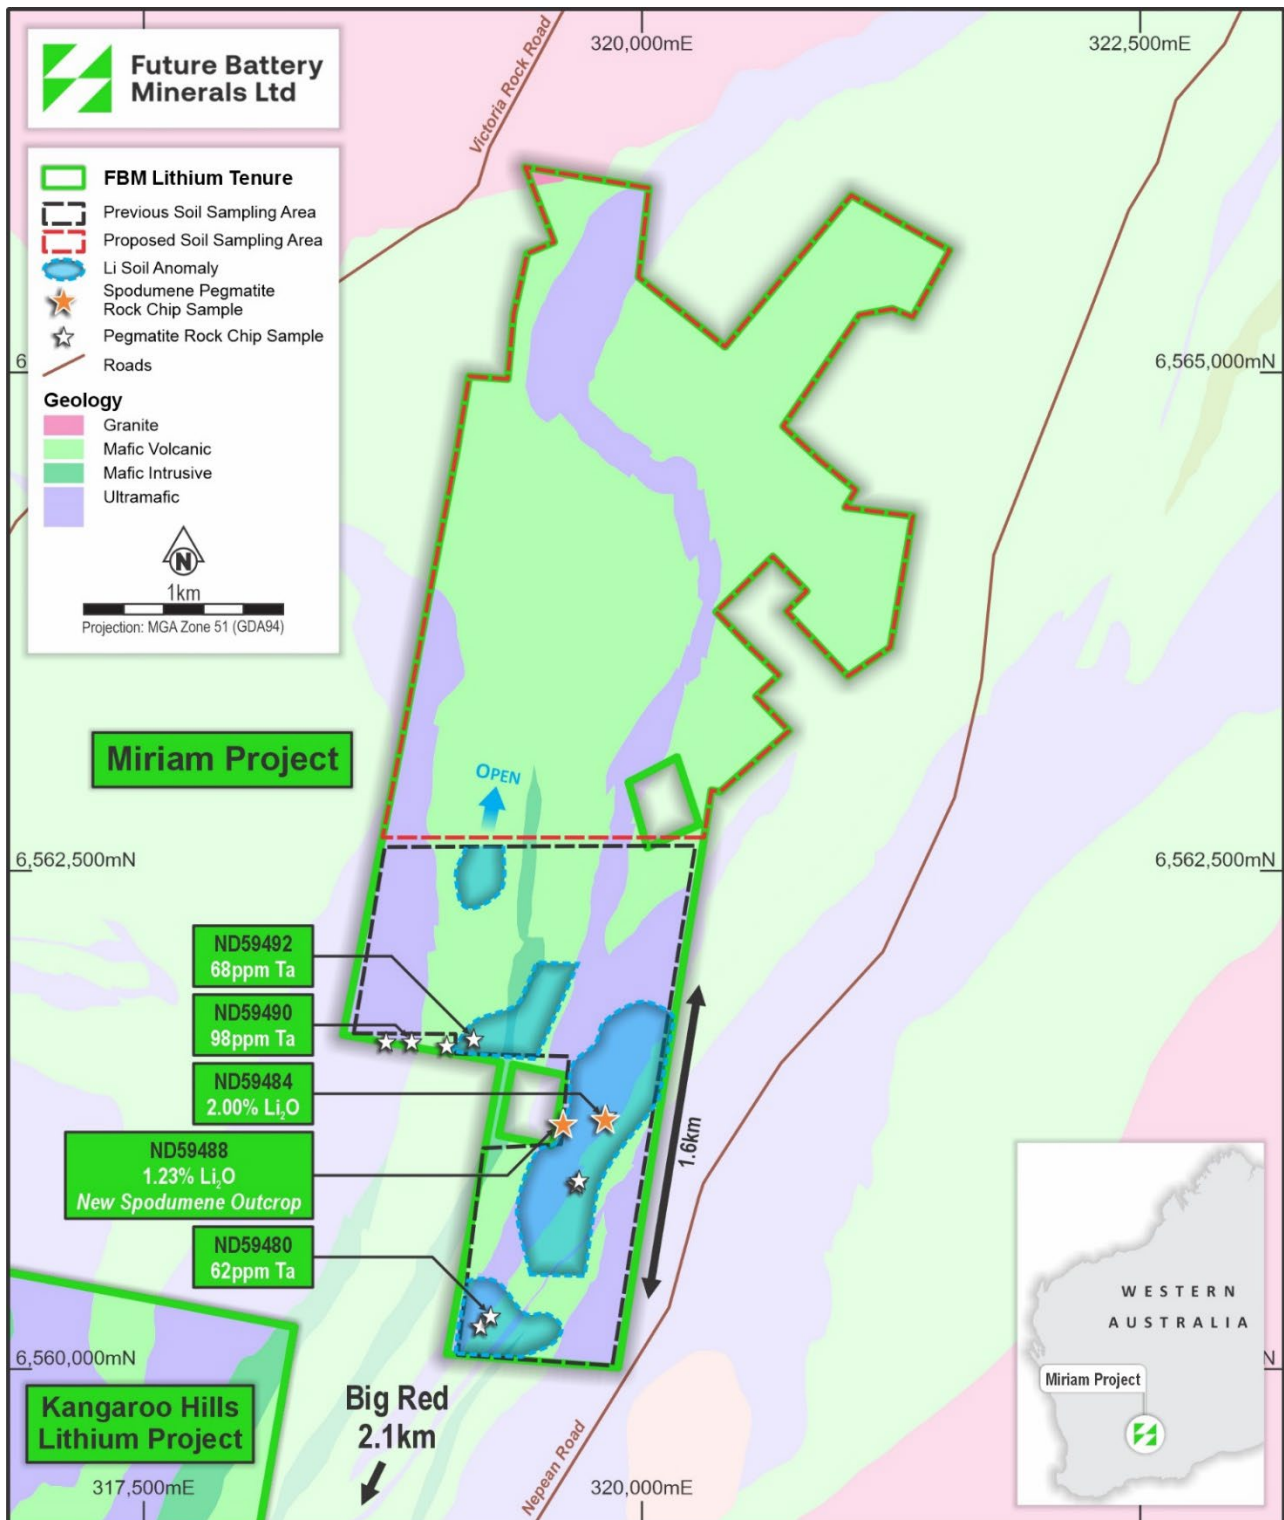 320,000mE
322,500mE
Future Battery
Minerals Ltd
Victoria Rock Road
FBM Lithium Tenure
Previous Soil Sampling Area
Proposed Soil Sampling Area
Li Soil Anomaly
Spodumene Pegmatite
Rock Chip Sample
Pegmatite Rock Chip Sample
Roads
6
6,565,000mN
Geology
Granite
Mafic Volcanic
Mafic Intrusive
Ultramafic
N
1km
Projection: MGA Zone 51 (GDA94)
Miriam Project
OPEN
6,562,500mN
6,562,500mN
ND59492
68ppm Ta
ND59490
98ppm Ta
ND59484
2.00% Li₂O
ND59488
1.23% Li₂O
New Spodumene Outcrop
ND59480
62ppm Ta
1.6km
WESTERN
AUSTRALIA
Miriam Project
6,560,000mN
N
Kangaroo Hills
Lithium Project
Big Red
2.1km
Nepean Road
317,500mE
320,000mE